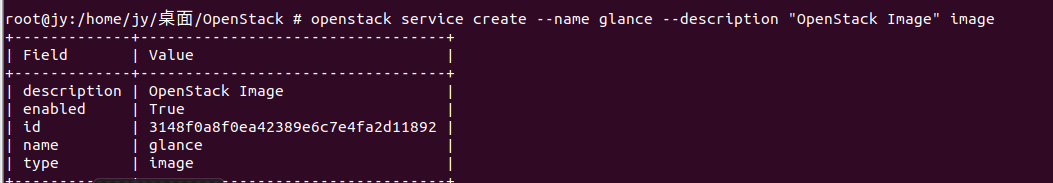 root@jy:/home/jy/桌面/OpenStack # openstack service create --name glance --description "OpenStack Image" image
+-------------+----------------------------------+
| Field       | Value                            |
+-------------+----------------------------------+
| description | OpenStack Image                  |
| enabled     | True                             |
| id          | 3148f0a8f0ea42389e6c7e4fa2d11892 |
| name        | glance                           |
| type        | image                            |
+-------------+----------------------------------+